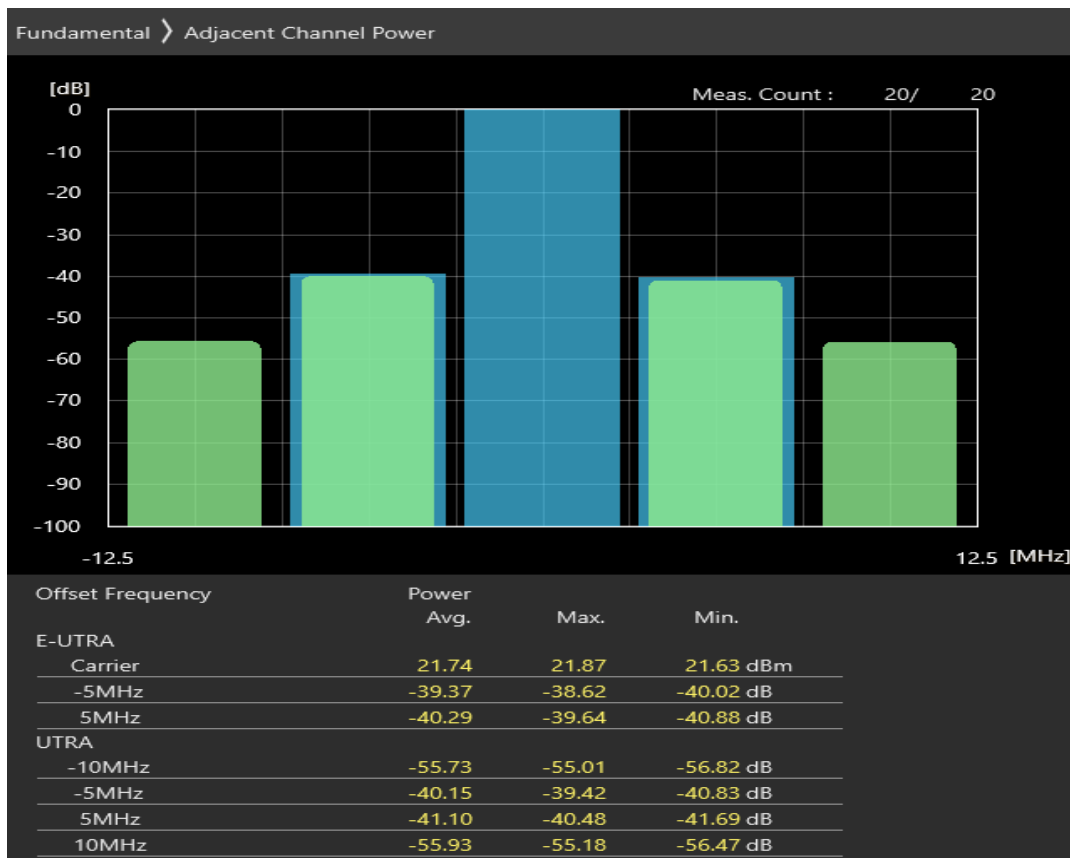 Fundamental 〉 Adjacent Channel Power
[dB]
Meas. Count : 20/ 20
0
-10
-20
-30
-40
-50
-60
-70
-80
-90
-100
-12.5 12.5 [MHz]
Offset Frequency Power
Avg. Max. Min.
E-UTRA
Carrier 21.74 21.87 21.63 dBm
-5MHz -39.37 -38.62 -40.02 dB
5MHz -40.29 -39.64 -40.88 dB
UTRA
-10MHz -55.73 -55.01 -56.82 dB
-5MHz -40.15 -39.42 -40.83 dB
5MHz -41.10 -40.48 -41.69 dB
10MHz -55.93 -55.18 -56.47 dB